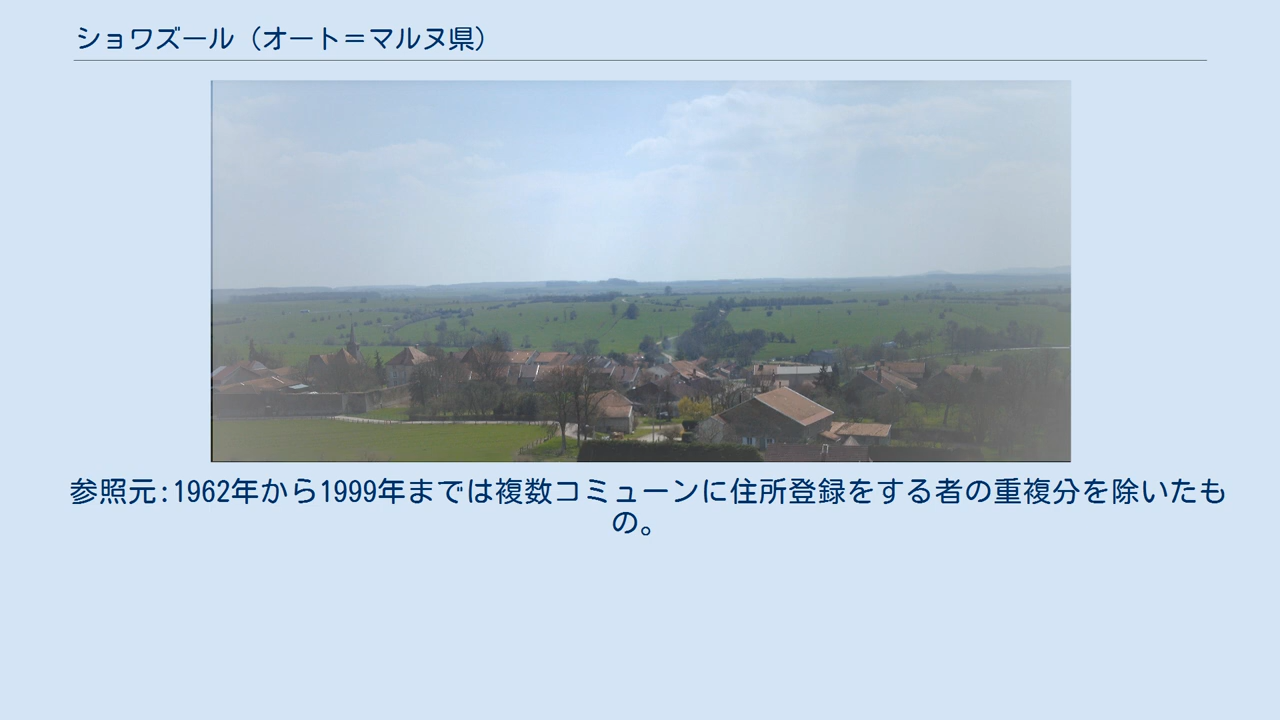 ショワズール（オート＝マルヌ県）
参照元:1962年から1999年までは複数コミューンに住所登録をする者の重複分を除いたも
の。